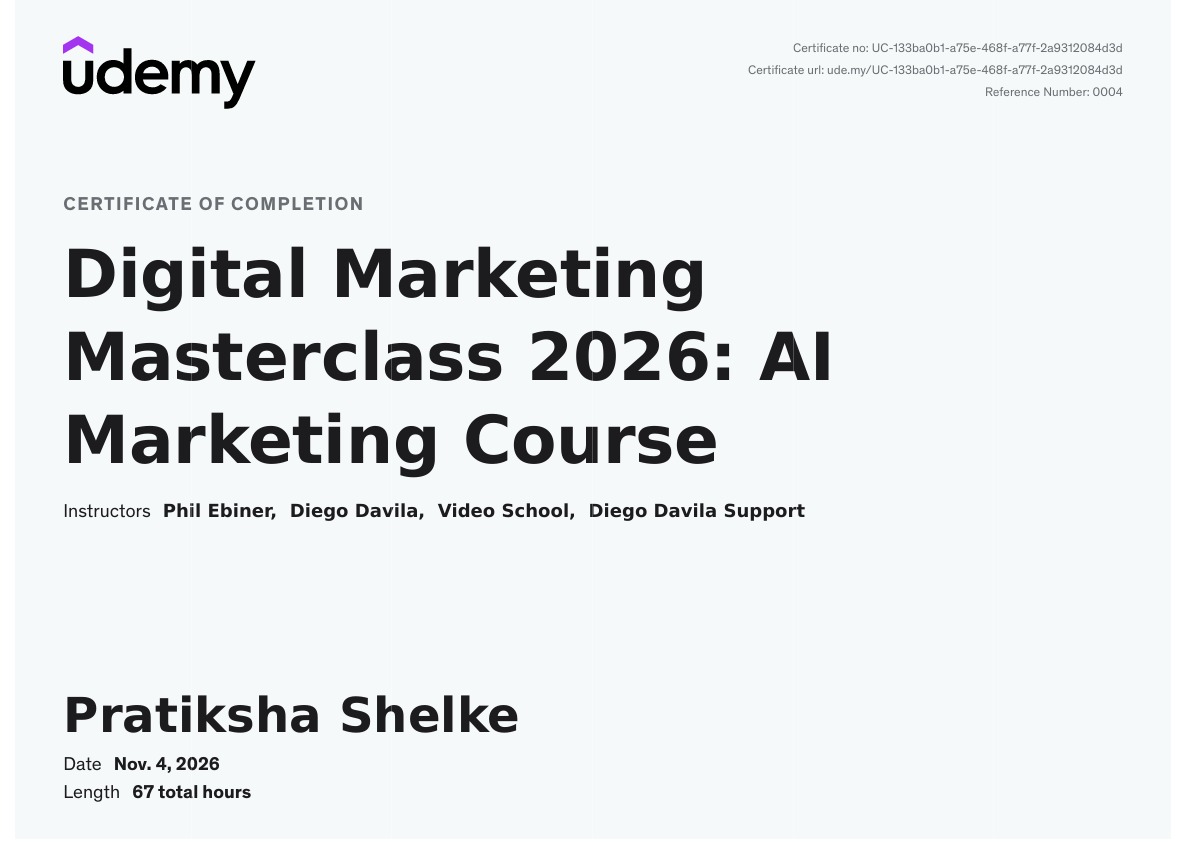 udemy
Certificate no: UC-133ba0b1-a75e-468f-a77f-2a9312084d3d
Certificate url: ude.my/UC-133ba0b1-a75e-468f-a77f-2a9312084d3d
Reference Number: 0004
CERTIFICATE OF COMPLETION
Digital Marketing
Masterclass 2026: AI
Marketing Course
Instructors Phil Ebiner, Diego Davila, Video School, Diego Davila Support
Pratiksha Shelke
Date Nov. 4, 2026
Length 67 total hours